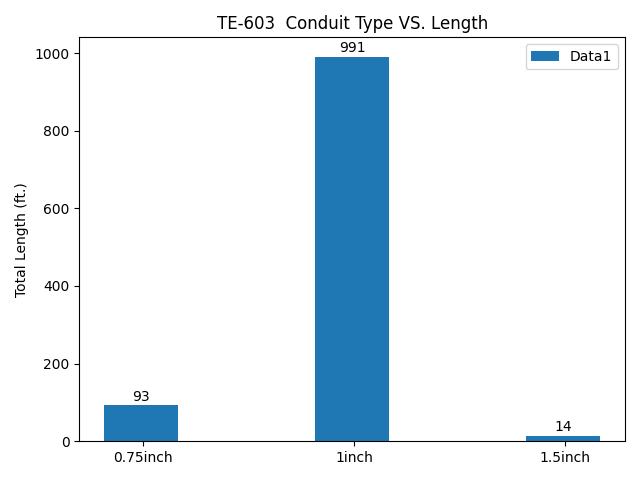 TE-603  Conduit Type VS. Length
Data1
Total Length (ft.)
1000
800
600
400
200
0
93
991
14
0.75inch
1inch
1.5inch